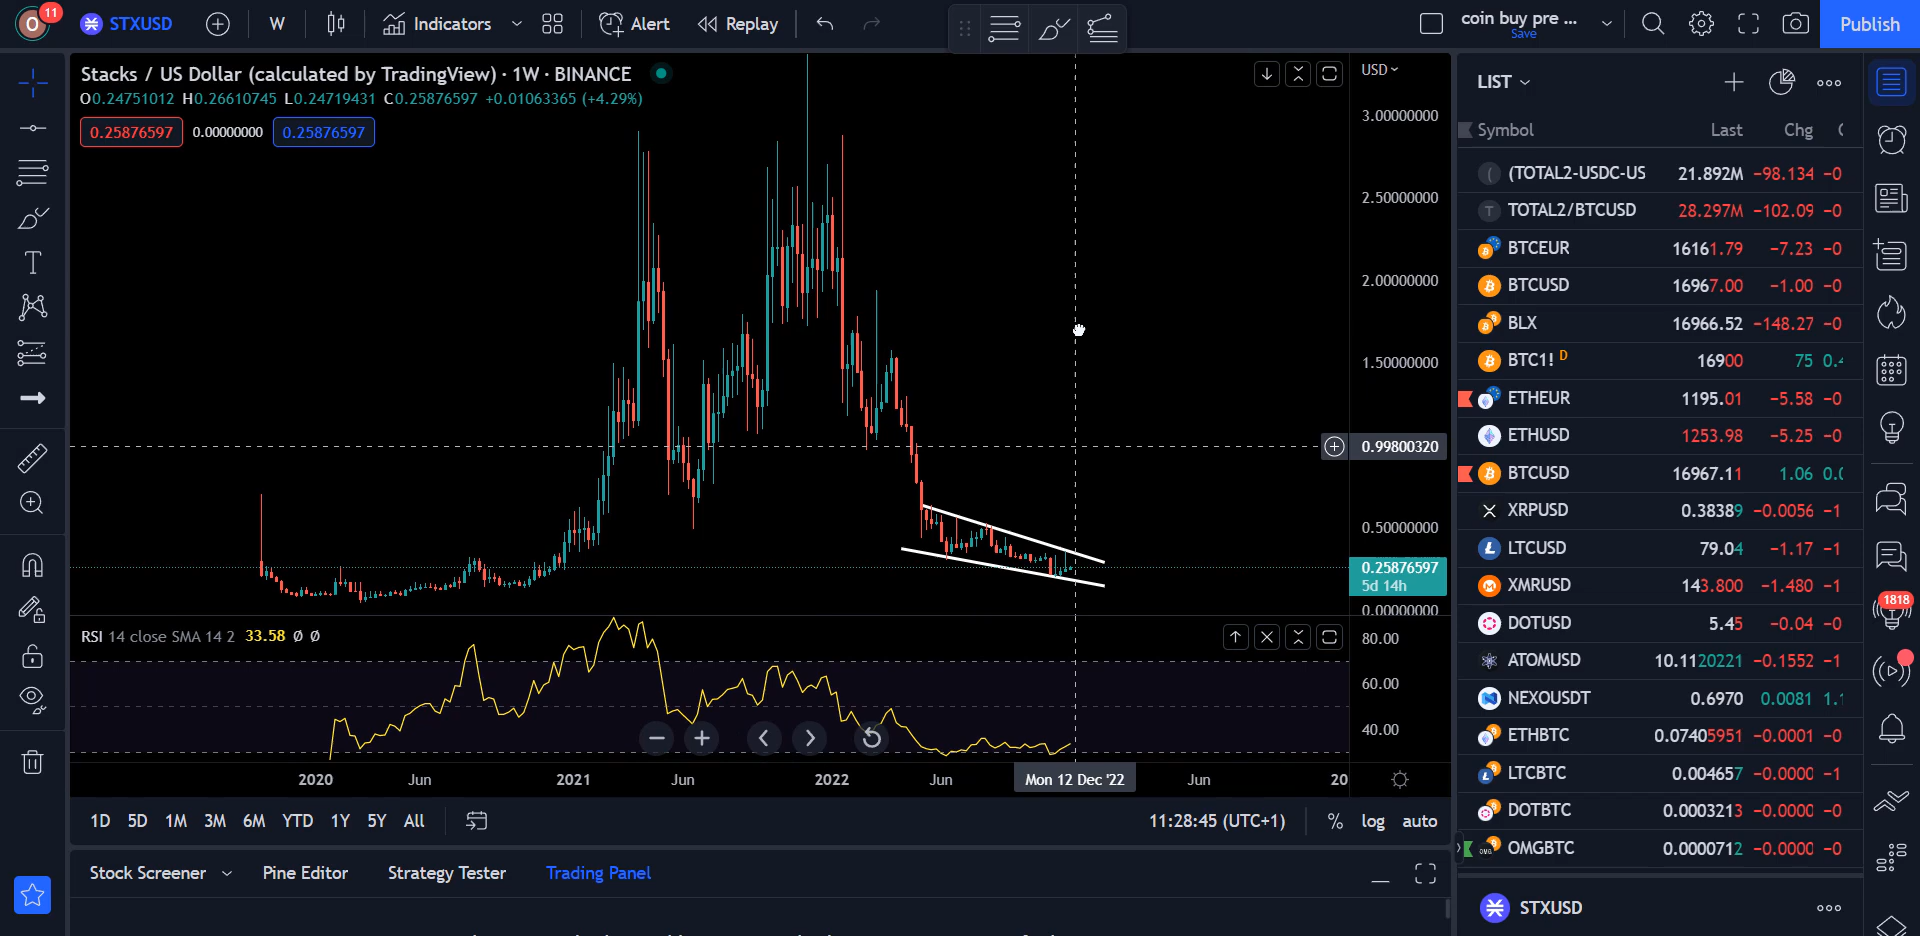 O 11 STXUSD W Indicators Alert Replay coin buy pre ... Save Publish
Stacks / US Dollar (calculated by TradingView) · 1W · BINANCE
O0.24751012 H0.26610745 L0.24719431 C0.25876597 +0.01063365 (+4.29%)
0.25876597 0.00000000 0.25876597
USD
3.00000000
2.50000000
2.00000000
1.50000000
0.99800320
0.50000000
0.25876597
5d 14h
0.00000000
RSI 14 close SMA 14 2 33.58 Ø Ø
80.00
60.00
40.00
2020 Jun 2021 Jun 2022 Jun Mon 12 Dec '22 Jun 20
1D 5D 1M 3M 6M YTD 1Y 5Y All 11:28:45 (UTC+1) % log auto
Stock Screener Pine Editor Strategy Tester Trading Panel
LIST
Symbol Last Chg
(TOTAL2-USDC-US 21.892M −98.134 −0
TOTAL2/BTCUSD 28.297M −102.09 −0
BTCEUR 16161.79 −7.23 −0
BTCUSD 16967.00 −1.00 −0
BLX 16966.52 −148.27 −0
BTC1! D 16900 75 0.4
ETHEUR 1195.01 −5.58 −0
ETHUSD 1253.98 −5.25 −0
BTCUSD 16967.11 1.06 0.0
XRPUSD 0.38389 −0.0056 −1
LTCUSD 79.04 −1.17 −1
XMRUSD 143.800 −1.480 −1
DOTUSD 5.45 −0.04 −0
ATOMUSD 10.1120221 −0.1552 −1
NEXOUSDT 0.6970 0.0081 1.1
ETHBTC 0.07405951 −0.0001 −0
LTCBTC 0.004657 −0.0000 −1
DOTBTC 0.0003213 −0.0000 −0
OMGBTC 0.0000712 −0.0000 −0
STXUSD
1818